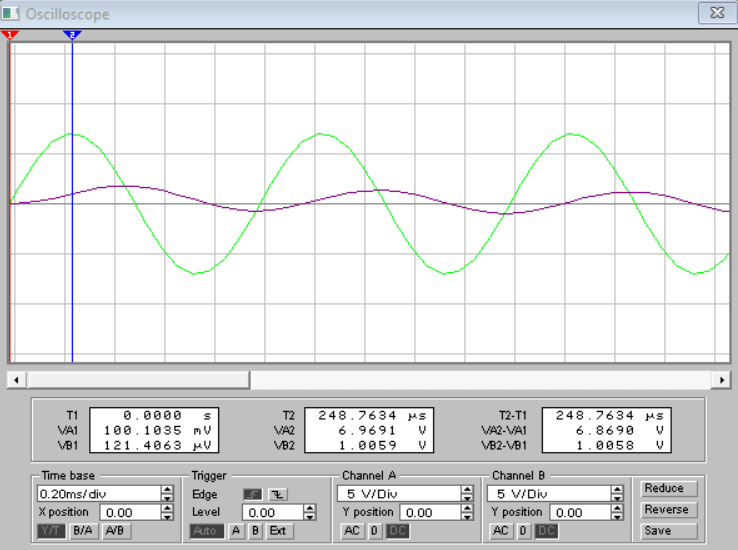 Oscilloscope
1 2
T1 0.0000 s T2 248.7634 µs T2-T1 248.7634 µs
VA1 100.1035 mV VA2 6.9691 V VA2-VA1 6.8690 V
VB1 121.4063 µV VB2 1.0059 V VB2-VB1 1.0058 V
Time base Trigger Channel A Channel B
0.20ms/div Edge 5 V/Div 5 V/Div Reduce
X position 0.00 Level 0.00 Y position 0.00 Y position 0.00 Reverse
Y/T B/A A/B Auto A B Ext AC 0 DC AC 0 DC Save